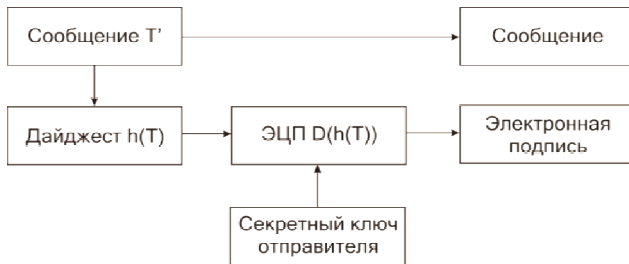 Сообщение T’
Сообщение
Дайджест h(T)
ЭЦП D(h(T))
Электронная
подпись
Секретный ключ
отправителя